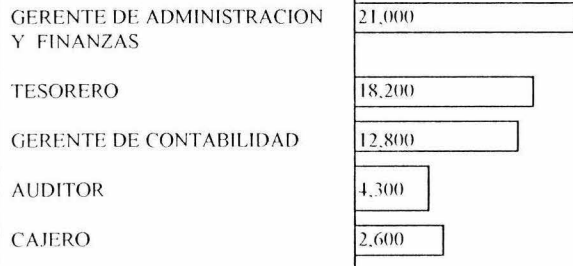 GERENTE DE ADMINISTRACION 21,000
Y FINANZAS
TESORERO 18,200
GERENTE DE CONTABILIDAD 12,800
AUDITOR 4,300
CAJERO 2,600